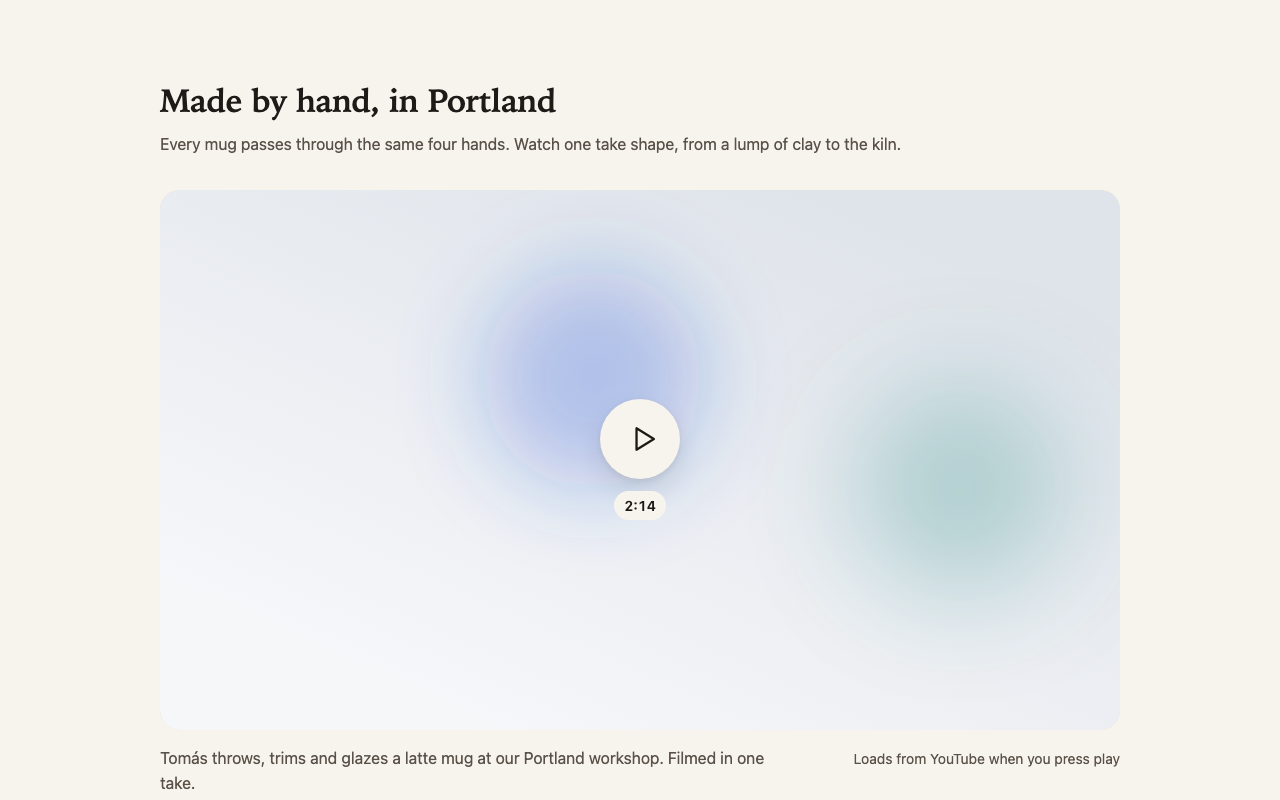 Made by hand, in Portland
Every mug passes through the same four hands. Watch one take shape, from a lump of clay to the kiln.
2:14
Tomás throws, trims and glazes a latte mug at our Portland workshop. Filmed in one
take.
Loads from YouTube when you press play